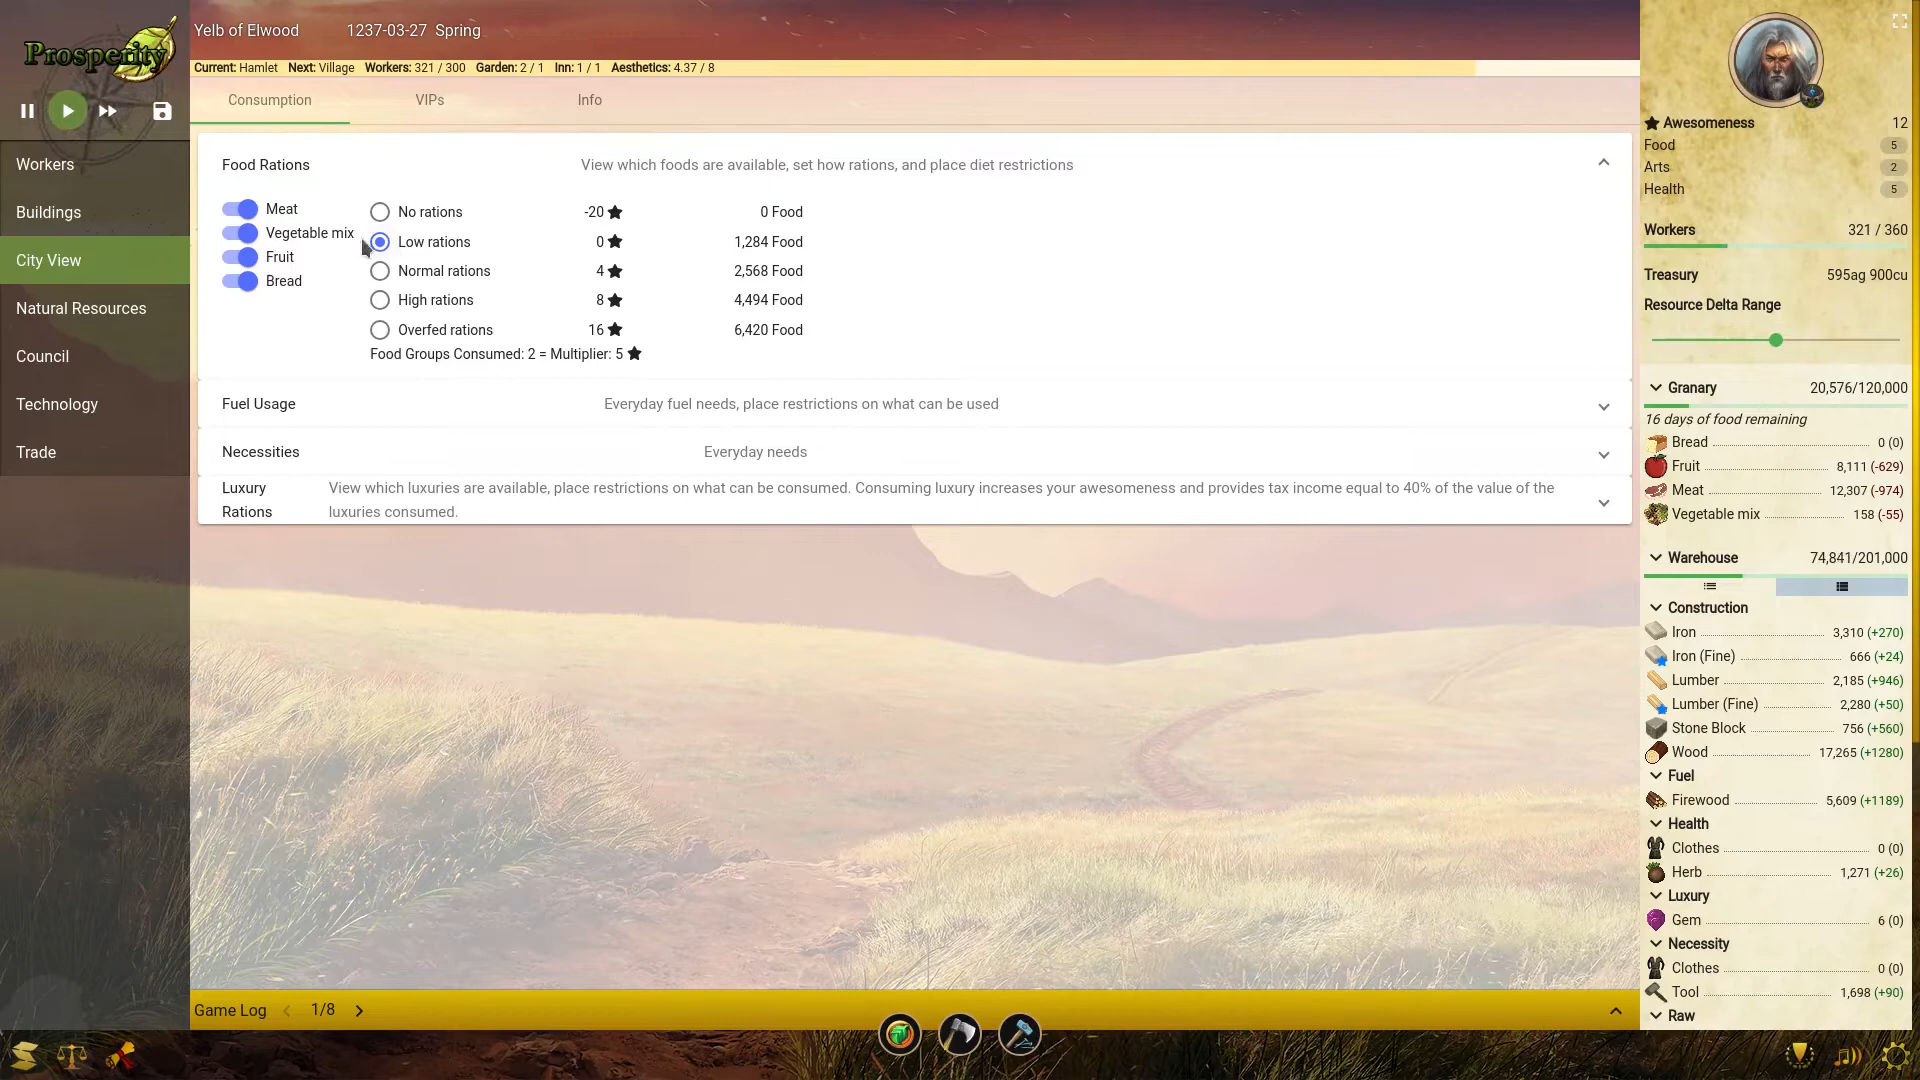 Prosperity
Yelb of Elwood 1237-03-27 Spring
Current: Hamlet Next: Village Workers: 321 / 300 Garden: 2 / 1 Inn: 1 / 1 Aesthetics: 4.37 / 8
Consumption VIPs Info
Workers
Buildings
City View
Natural Resources
Council
Technology
Trade
Food Rations View which foods are available, set how rations, and place diet restrictions
Meat
Vegetable mix
Fruit
Bread
No rations -20 0 Food
Low rations 0 1,284 Food
Normal rations 4 2,568 Food
High rations 8 4,494 Food
Overfed rations 16 6,420 Food
Food Groups Consumed: 2 = Multiplier: 5
Fuel Usage Everyday fuel needs, place restrictions on what can be used
Necessities Everyday needs
Luxury Rations
View which luxuries are available, place restrictions on what can be consumed. Consuming luxury increases your awesomeness and provides tax income equal to 40% of the value of the
luxuries consumed.
Game Log 1/8
Awesomeness 12
Food 5
Arts 2
Health 5
Workers 321 / 360
Treasury 595ag 900cu
Resource Delta Range
Granary 20,576/120,000
16 days of food remaining
Bread 0 (0)
Fruit 8,111 (-629)
Meat 12,307 (-974)
Vegetable mix 158 (-55)
Warehouse 74,841/201,000
Construction
Iron 3,310 (+270)
Iron (Fine) 666 (+24)
Lumber 2,185 (+946)
Lumber (Fine) 2,280 (+50)
Stone Block 756 (+560)
Wood 17,265 (+1280)
Fuel
Firewood 5,609 (+1189)
Health
Clothes 0 (0)
Herb 1,271 (+26)
Luxury
Gem 6 (0)
Necessity
Clothes 0 (0)
Tool 1,698 (+90)
Raw